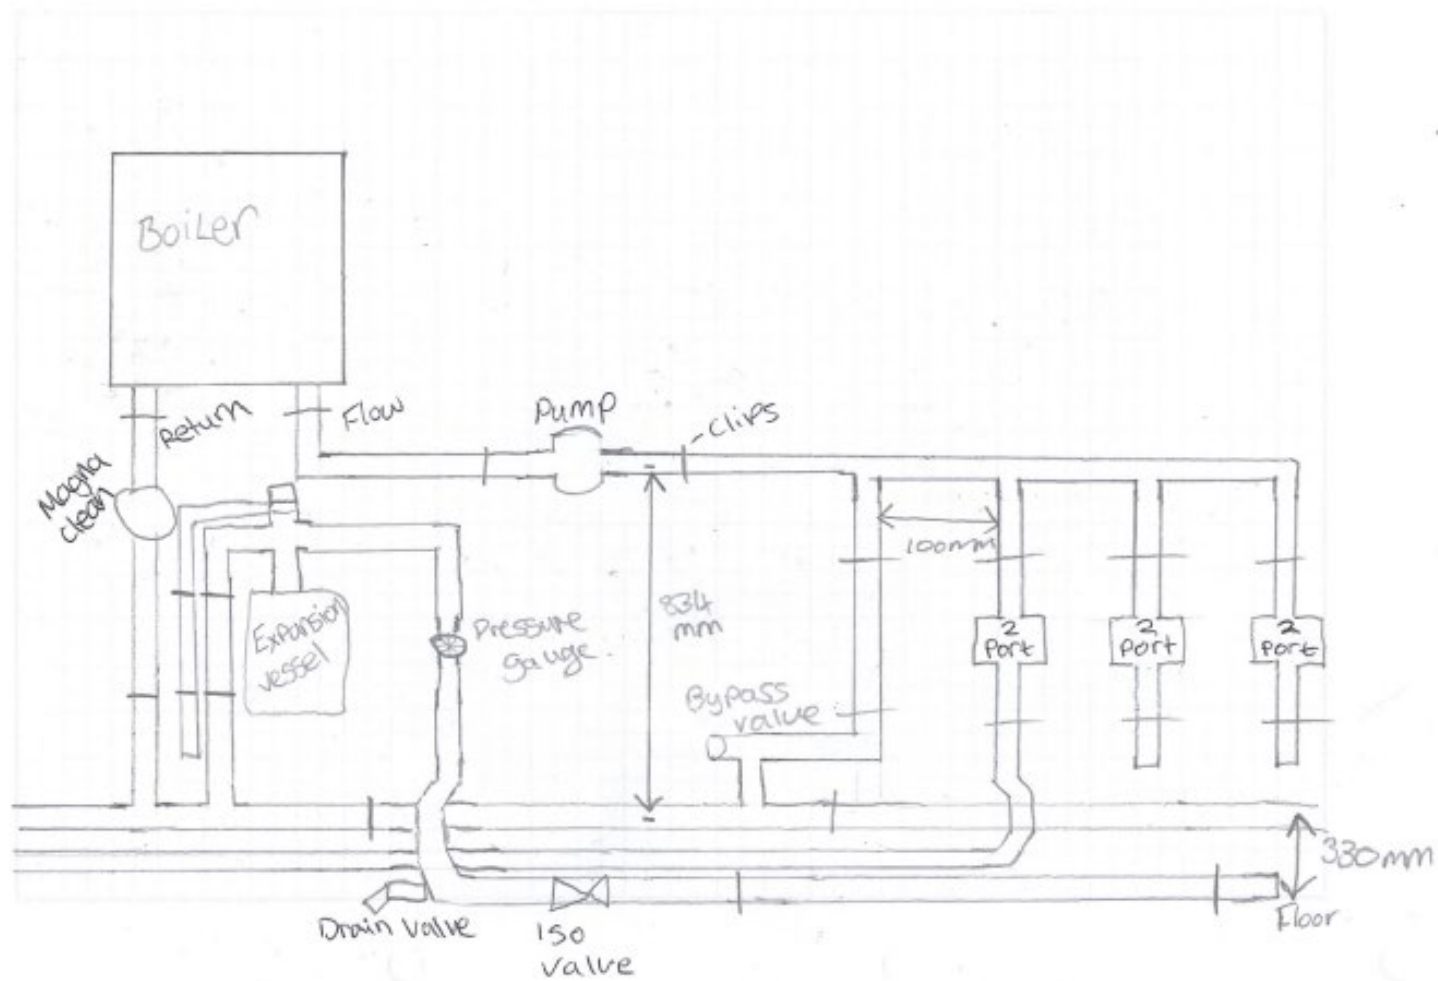 Boiler
Return
Flow
Pump
-Clips
Magna
clean
100mm
834
mm
Expansion
vessel
Pressure
gauge.
2
Port
2
Port
2
Port
Bypass
valve
330mm
Floor
Drain valve
iso
valve